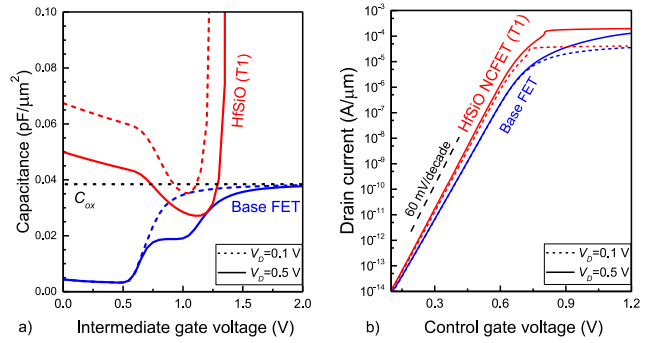 0.10
0.08
0.06
0.04
0.02
0.00
Capacitance (pF/μm²)
HfSiO (T1)
C_ox
Base FET
V_D=0.1 V
V_D=0.5 V
0.0 0.5 1.0 1.5 2.0
a) Intermediate gate voltage (V)
10⁻³
10⁻⁴
10⁻⁵
10⁻⁶
10⁻⁷
10⁻⁸
10⁻⁹
10⁻¹⁰
10⁻¹¹
10⁻¹²
10⁻¹³
10⁻¹⁴
Drain current (A/μm)
HfSiO NCFET (T1)
Base FET
60 mV/decade
V_D=0.1 V
V_D=0.5 V
0.3 0.6 0.9 1.2
b) Control gate voltage (V)